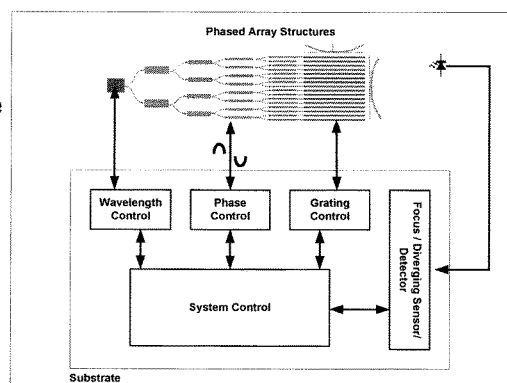 Phased Array Structures
Wavelength
Control
Phase
Control
Grating
Control
Focus / Diverging Sensor/
Detector
System Control
Substrate